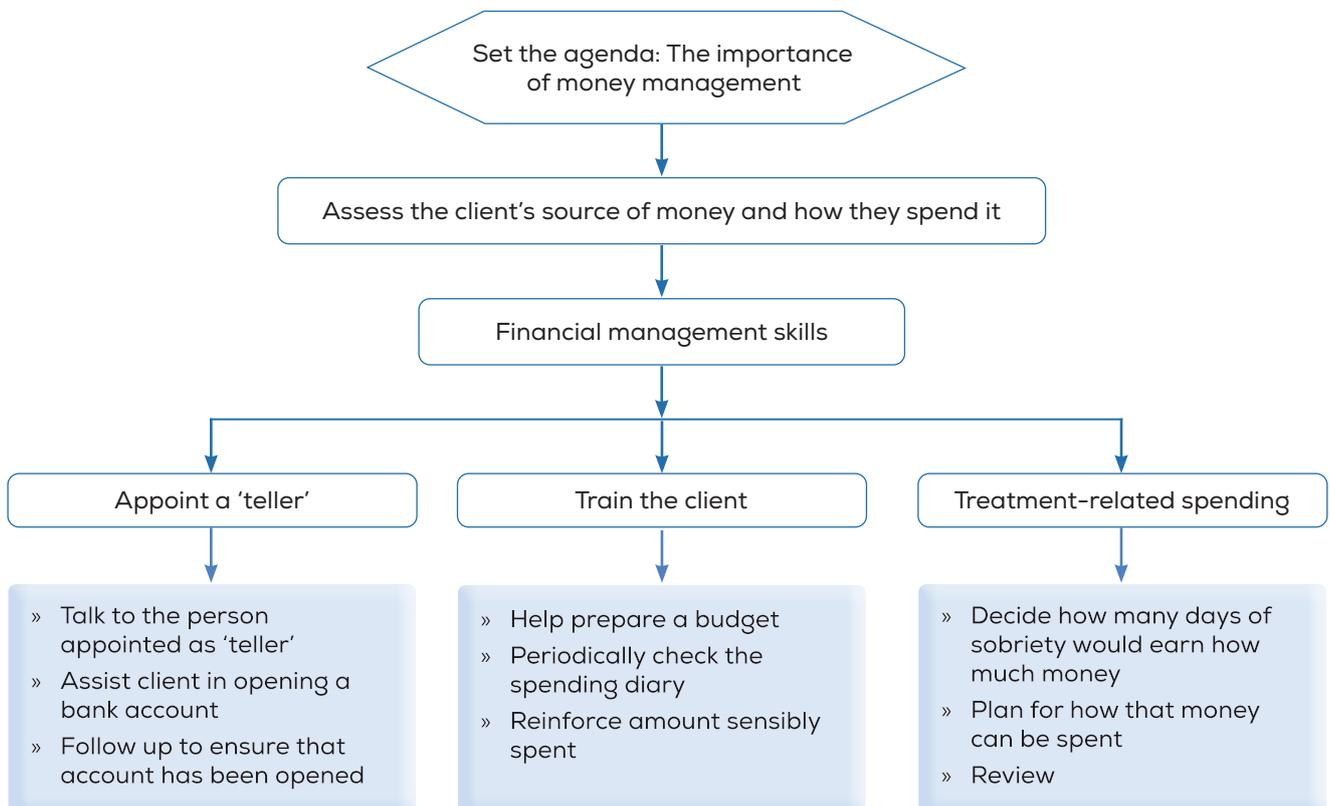 Set the agenda: The importance
of money management
Assess the client’s source of money and how they spend it
Financial management skills
Appoint a ‘teller’
Train the client
Treatment-related spending
» Talk to the person
appointed as ‘teller’
» Assist client in opening a
bank account
» Follow up to ensure that
account has been opened
» Help prepare a budget
» Periodically check the
spending diary
» Reinforce amount sensibly
spent
» Decide how many days of
sobriety would earn how
much money
» Plan for how that money
can be spent
» Review